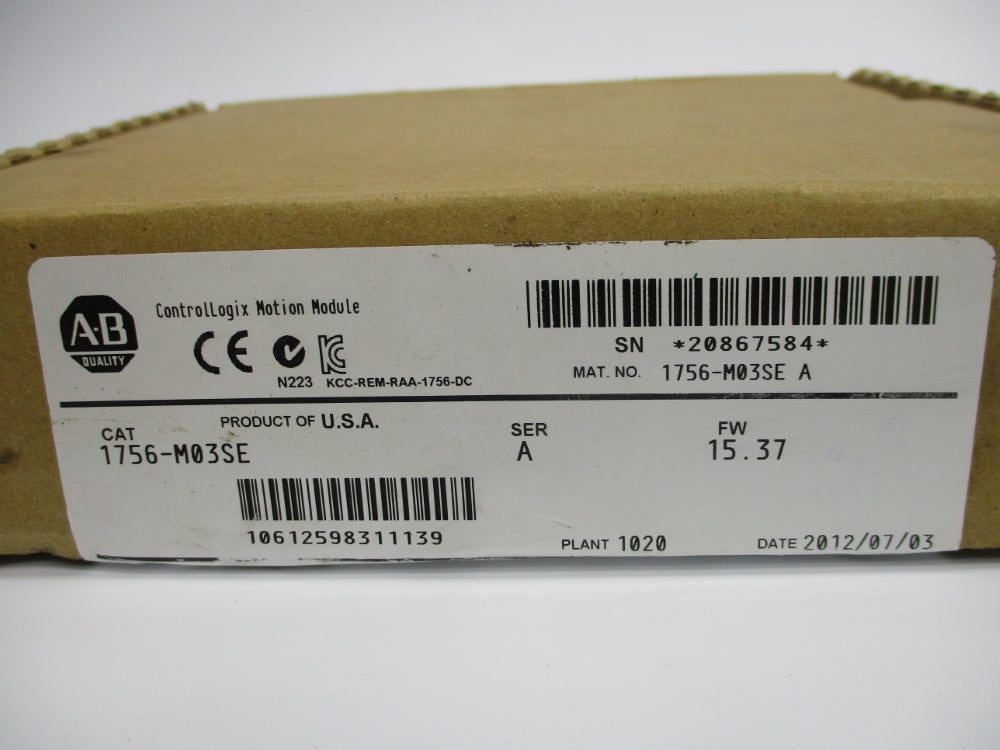 A·B
QUALITY
ControlLogix Motion Module
CE
N223 KCC-REM-RAA-1756-DC
SN *20867584*
MAT. NO. 1756-M03SE A
PRODUCT OF U.S.A.
CAT
1756-M03SE
SER
A
FW
15.37
10612598311139
PLANT 1020
DATE 2012/07/03